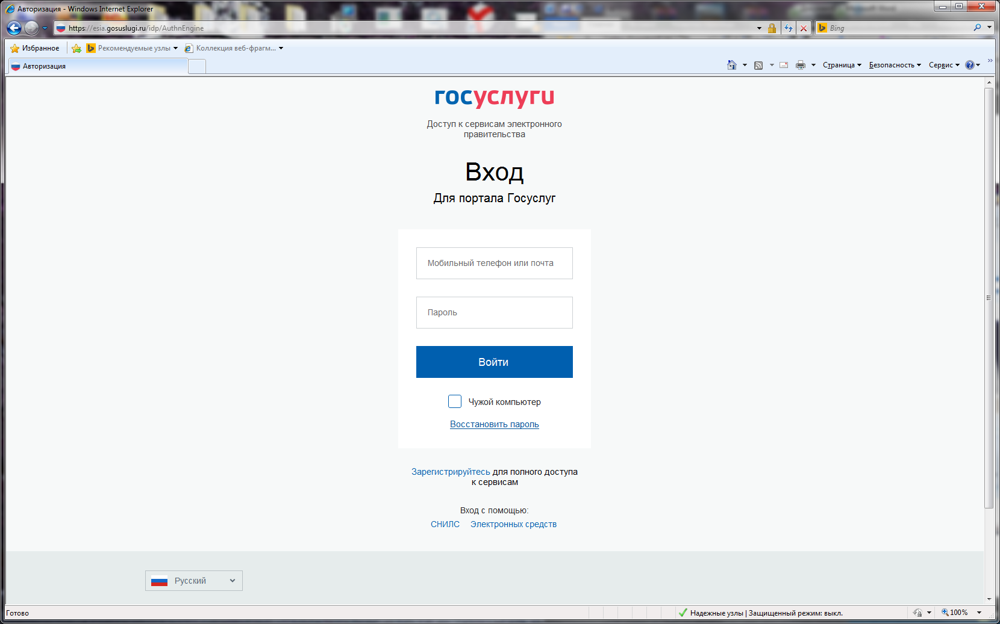 Авторизация - Windows Internet Explorer
https://esia.gosuslugi.ru/idp/AuthnEngine
Bing
Избранное
Рекомендуемые узлы
Коллекция веб-фрагм...
Авторизация
Страница
Безопасность
Сервис
госуслуги
Доступ к сервисам электронного
правительства
Вход
Для портала Госуслуг
Мобильный телефон или почта
Пароль
Войти
Чужой компьютер
Восстановить пароль
Зарегистрируйтесь для полного доступа
к сервисам
Вход с помощью:
СНИЛС Электронных средств
Русский
Готово
Надежные узлы | Защищенный режим: выкл.
100%